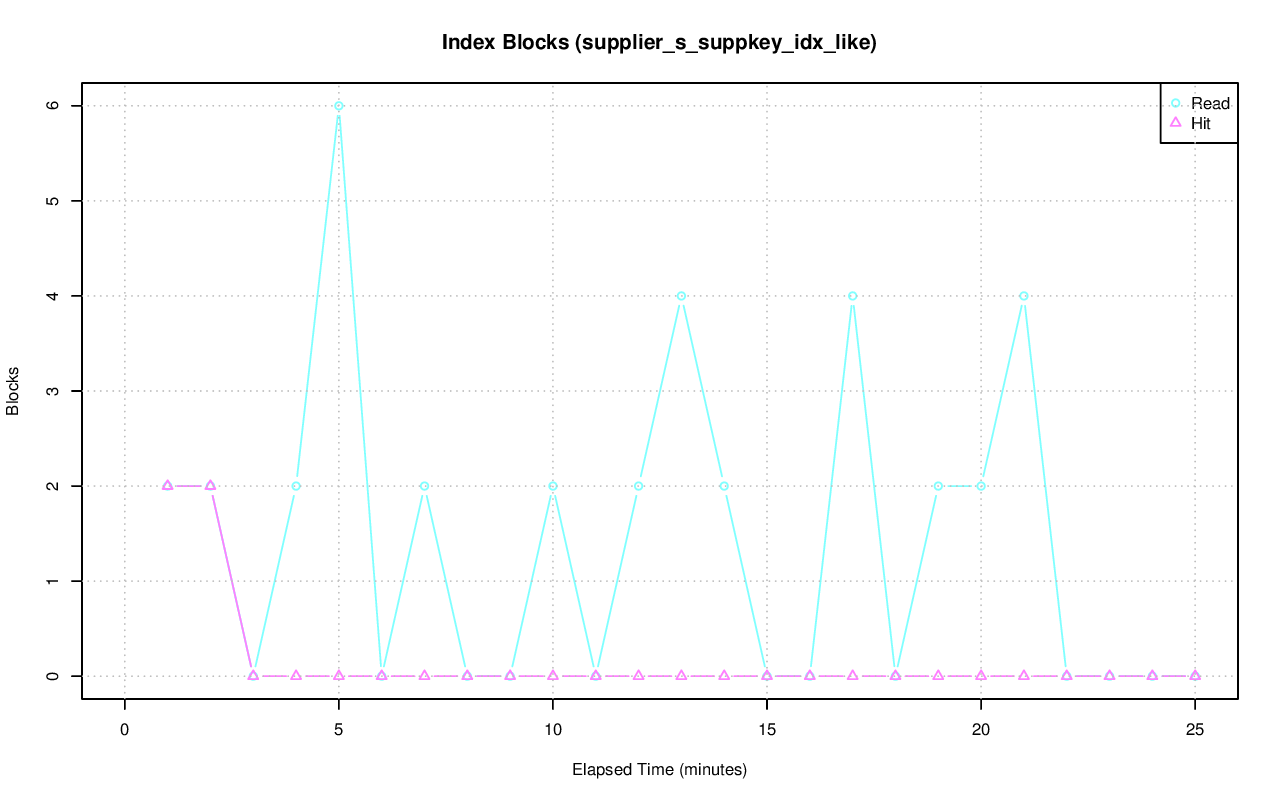 Index Blocks (supplier_s_suppkey_idx_like)
Read
Hit
6
5
4
3
2
1
0
Blocks
0 5 10 15 20 25
Elapsed Time (minutes)